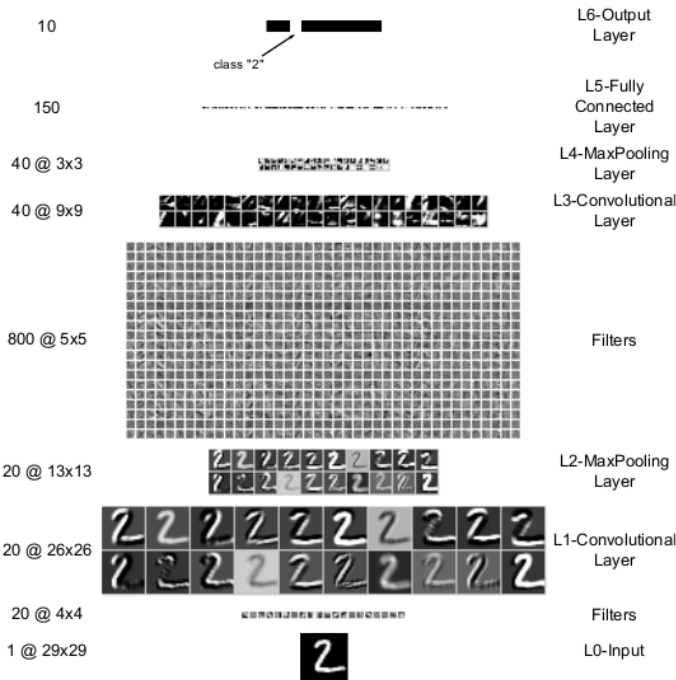 10
L6-Output
Layer
class "2"
150
L5-Fully
Connected
Layer
40 @ 3x3
L4-MaxPooling
Layer
40 @ 9x9
L3-Convolutional
Layer
800 @ 5x5
Filters
20 @ 13x13
L2-MaxPooling
Layer
20 @ 26x26
L1-Convolutional
Layer
20 @ 4x4
Filters
1 @ 29x29
2
L0-Input